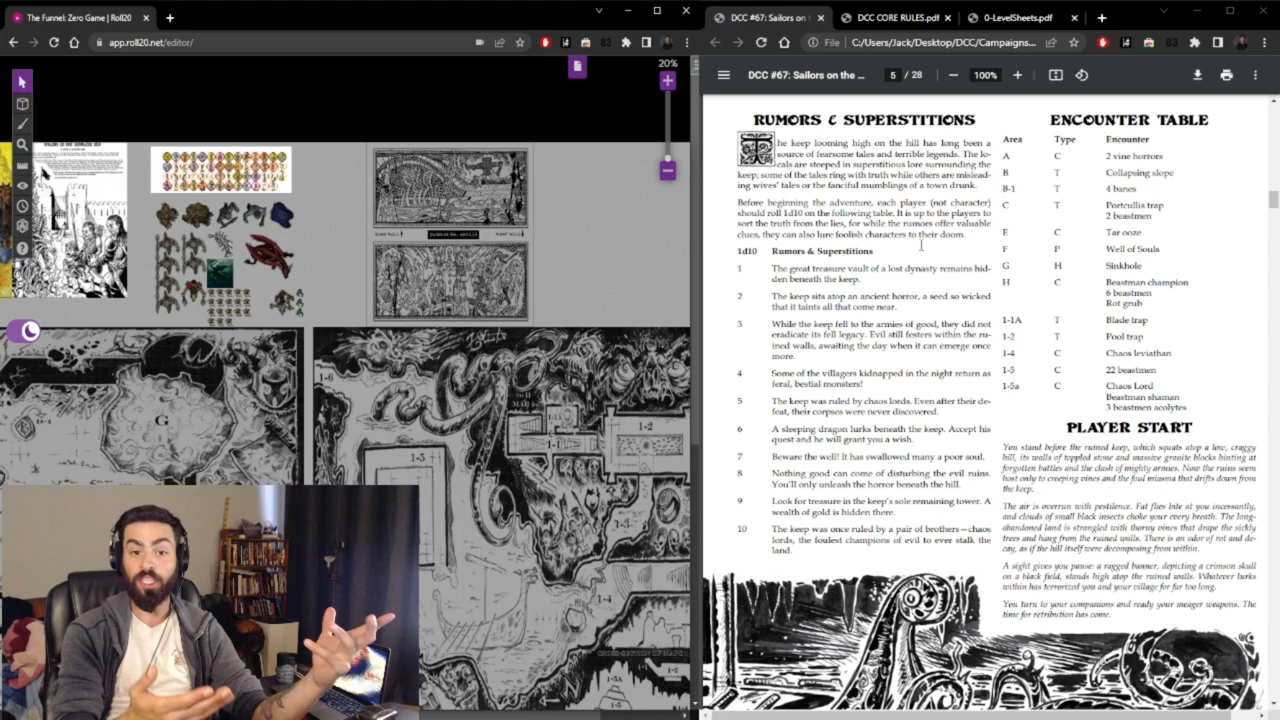 The Funnel: Zero Game | Roll20
app.roll20.net/editor/
83
20%
G
1-5
1-1
1-2
1-4
1-5A
DCC #67: Sailors on t
DCC CORE RULES.pdf
0-LevelSheets.pdf
File
C:/Users/Jack/Desktop/DCC/Campaigns...
83
DCC #67: Sailors on the ...
5 / 28
100%
RUMORS & SUPERSTITIONS
The keep looming high on the hill has long been a
source of fearsome tales and terrible legends. The lo-
cals are steeped in superstitious lore surrounding the
keep; some of the tales ring with truth while others are mislead-
ing wives' tales or the fanciful mumblings of a town drunk.
Before beginning the adventure, each player (not character)
should roll 1d10 on the following table. It is up to the players to
sort the truth from the lies, for while the rumors offer valuable
clues, they can also lure foolish characters to their doom.
1d10 Rumors & Superstitions
1 The great treasure vault of a lost dynasty remains hid-
den beneath the keep.
2 The keep sits atop an ancient horror, a seed so wicked
that it taints all that come near.
3 While the keep fell to the armies of good, they did not
eradicate its fell legacy. Evil still festers within the ru-
ined walls, awaiting the day when it can emerge once
more.
4 Some of the villagers kidnapped in the night return as
feral, bestial monsters!
5 The keep was ruled by chaos lords. Even after their de-
feat, their corpses were never discovered.
6 A sleeping dragon lurks beneath the keep. Accept his
quest and he will grant you a wish.
7 Beware the well! It has swallowed many a poor soul.
8 Nothing good can come of disturbing the evil ruins.
You'll only unleash the horror beneath the hill.
9 Look for treasure in the keep's sole remaining tower. A
wealth of gold is hidden there.
10 The keep was once ruled by a pair of brothers—chaos
lords, the foulest champions of evil to ever stalk the
land.
ENCOUNTER TABLE
Area Type Encounter
A C 2 vine horrors
B T Collapsing slope
B-1 T 4 banes
C T Portcullis trap
2 beastmen
E C Tar ooze
F P Well of Souls
G H Sinkhole
H C Beastman champion
6 beastmen
Rot grub
1-1A T Blade trap
1-2 T Pool trap
1-4 C Chaos leviathan
1-5 C 22 beastmen
1-5a C Chaos Lord
Beastman shaman
3 beastmen acolytes
PLAYER START
You stand before the ruined keep, which squats atop a low, craggy
hill, its walls of toppled stone and massive granite blocks hinting at
forgotten battles and the clash of mighty armies. Now the ruins seem
host only to creeping vines and the foul miasma that drifts down from
the keep.
The air is overrun with pestilence. Fat flies bite at you incessantly,
and clouds of small black insects choke your every breath. The long-
abandoned land is strangled with thorny vines that drape the sickly
trees and hang from the ruined walls. There is an odor of rot and de-
cay, as if the hill itself were decomposing from within.
A sight gives you pause: a ragged banner, depicting a crimson skull
on a black field, stands high atop the ruined walls. Whatever lurks
within has terrorized you and your village for far too long.
You turn to your companions and ready your meager weapons. The
time for retribution has come.